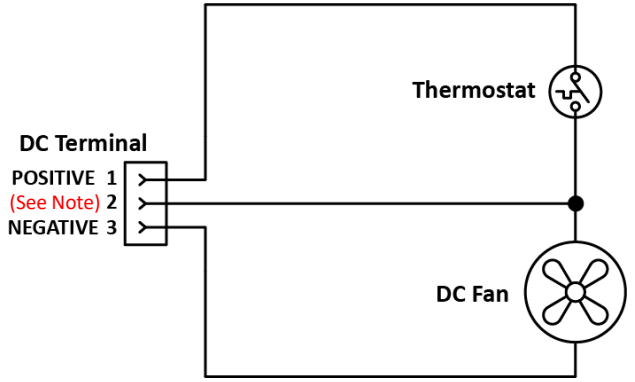 Thermostat
DC Terminal
POSITIVE 1
(See Note) 2
NEGATIVE 3
DC Fan